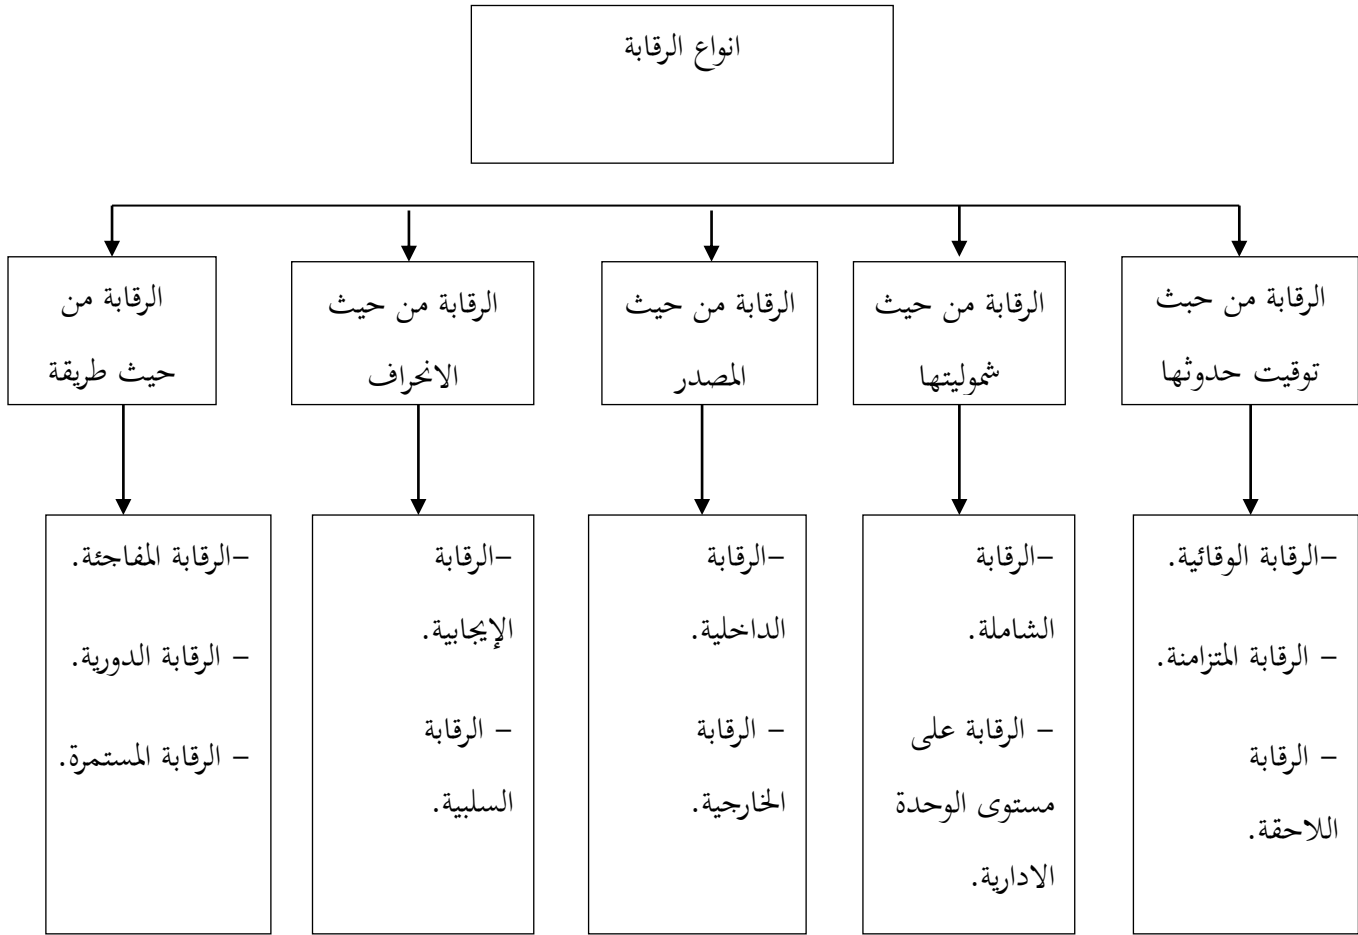 انواع الرقابة
الرقابة من حبث
توقيت حدوثها
الرقابة من حيث
شموليتها
الرقابة من حيث
المصدر
الرقابة من حيث
الانحراف
الرقابة من
حيث طريقة
–الرقابة الوقائية.
– الرقابة المتزامنة.
– الرقابة
اللاحقة.
–الرقابة
الشاملة.
– الرقابة على
مستوى الوحدة
الادارية.
–الرقابة
الداخلية.
– الرقابة
الخارجية.
–الرقابة
الإيجابية.
– الرقابة
السلبية.
–الرقابة المفاجئة.
– الرقابة الدورية.
– الرقابة المستمرة.